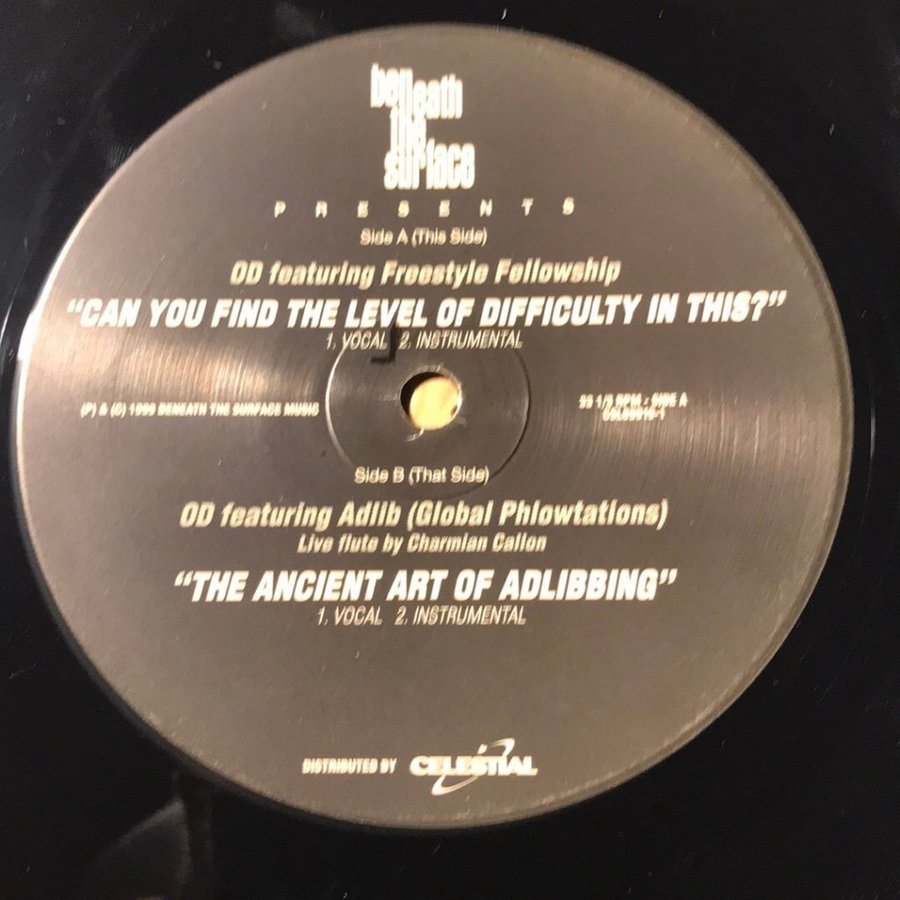 beneath
the
surface
PRESENTS
Side A (This Side)
OD featuring Freestyle Fellowship
"CAN YOU FIND THE LEVEL OF DIFFICULTY IN THIS?"
1. VOCAL 2. INSTRUMENTAL
(P) & (C) 1999 BENEATH THE SURFACE MUSIC
33 1/3 RPM - SIDE A
Side B (That Side)
OD featuring Adlib (Global Phlowtations)
Live flute by Charmian Callon
"THE ANCIENT ART OF ADLIBBING"
1. VOCAL 2. INSTRUMENTAL
DISTRIBUTED BY CELESTIAL